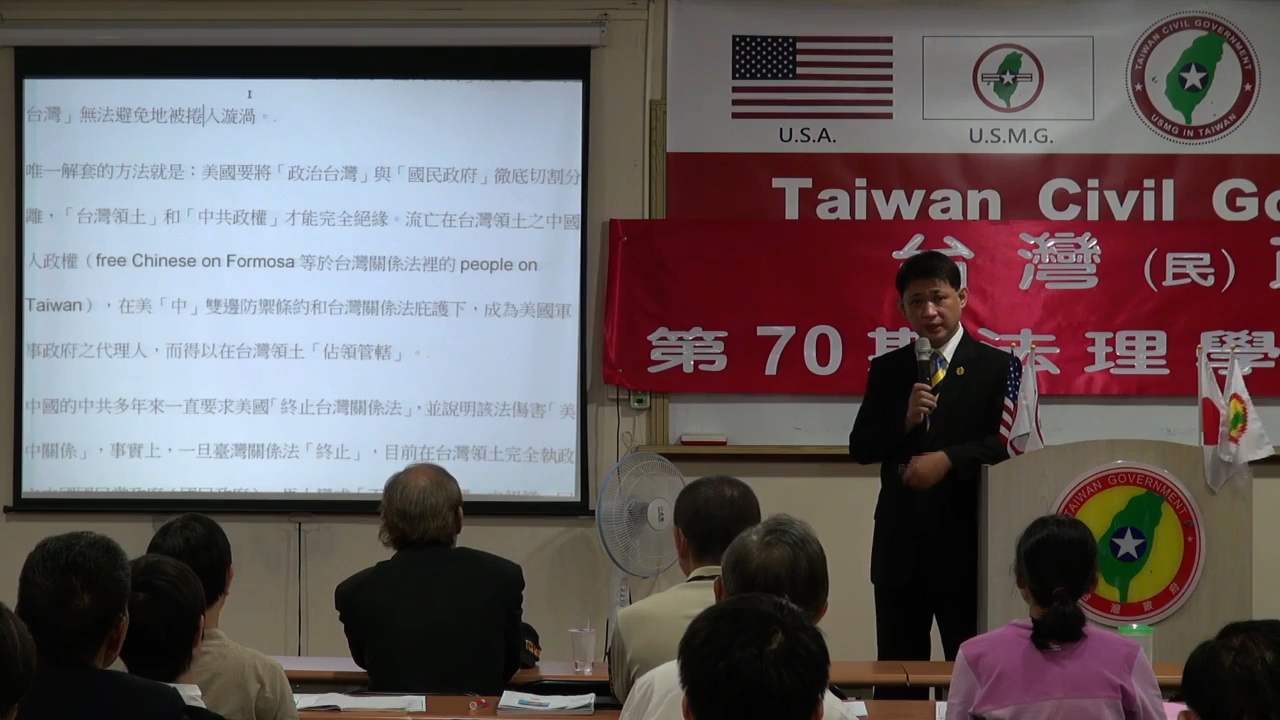 台灣」無法避免地被捲入漩渦。
唯一解套的方法就是：美國要將「政治台灣」與「國民政府」徹底切割分
離，「台灣領土」和「中共政權」才能完全絕緣。流亡在台灣領土之中國
人政權（free Chinese on Formosa 等於台灣關係法裡的 people on
Taiwan），在美「中」雙邊防禦條約和台灣關係法庇護下，成為美國軍
事政府之代理人，而得以在台灣領土「佔領管轄」。
中國的中共多年來一直要求美國「終止台灣關係法」，並說明該法傷害「美
中關係」，事實上，一旦臺灣關係法「終止」，目前在台灣領土完全執政
U.S.A.
U.S.M.G.
TAIWAN CIVIL GOVERNMENT
USMG IN TAIWAN
Taiwan Civil Go
台灣（民）
第70期法理學
TAIWAN GOVERNMENT
灣政府